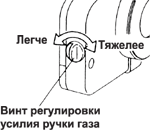 Легче
Тяжелее
Винт регулировки
усилия ручки газа